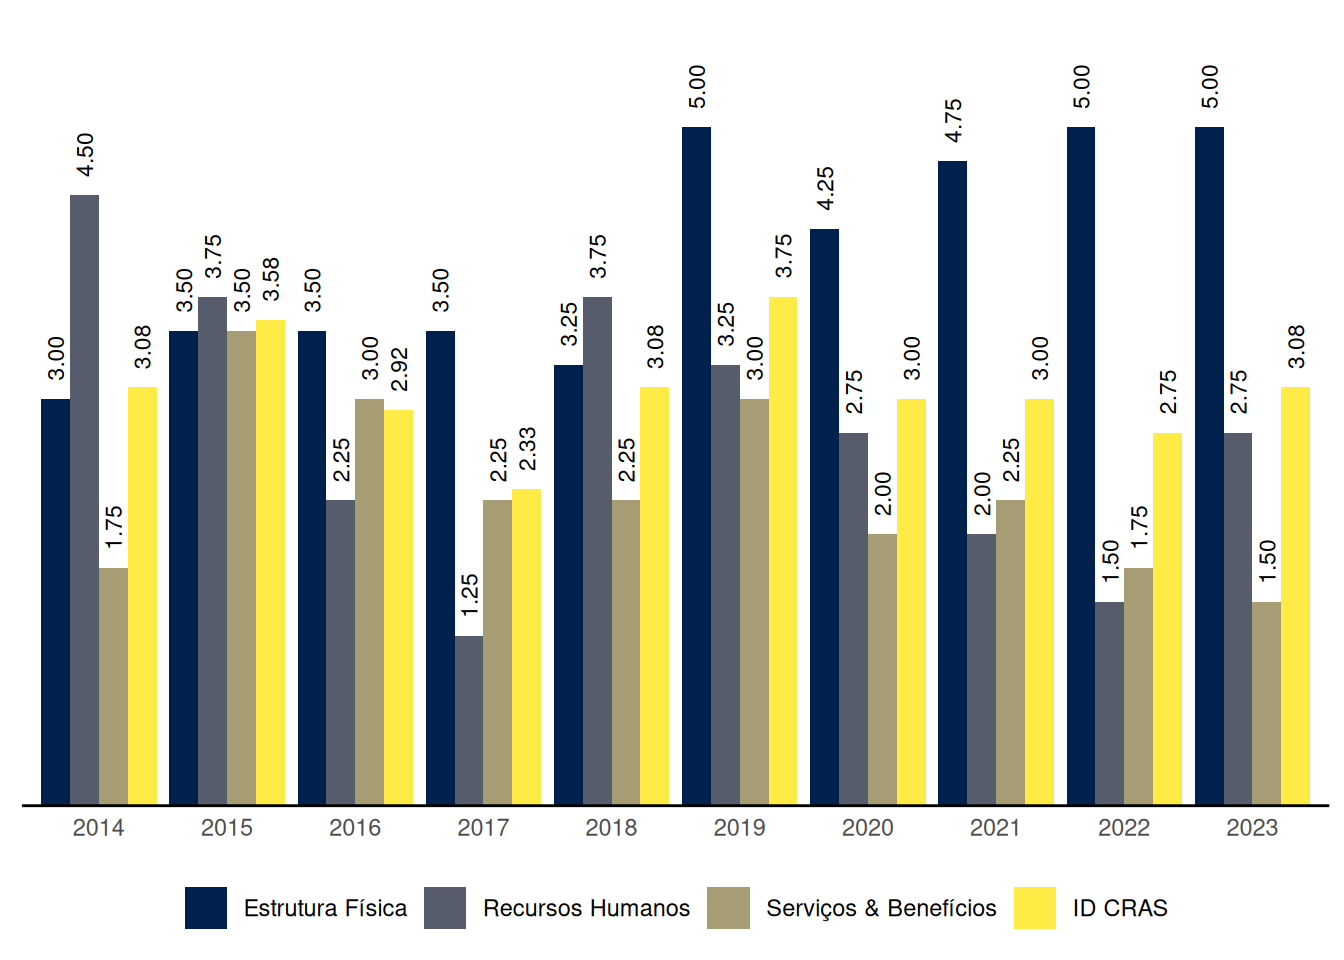 3.00 4.50 1.75 3.08
3.50 3.75 3.50 3.58
3.50 2.25 3.00 2.92
3.50 1.25 2.25 2.33
3.25 3.75 2.25 3.08
5.00 3.25 3.00 3.75
4.25 2.75 2.00 3.00
4.75 2.00 2.25 3.00
5.00 1.50 1.75 2.75
5.00 2.75 1.50 3.08
2014 2015 2016 2017 2018 2019 2020 2021 2022 2023
Estrutura Física Recursos Humanos Serviços & Benefícios ID CRAS